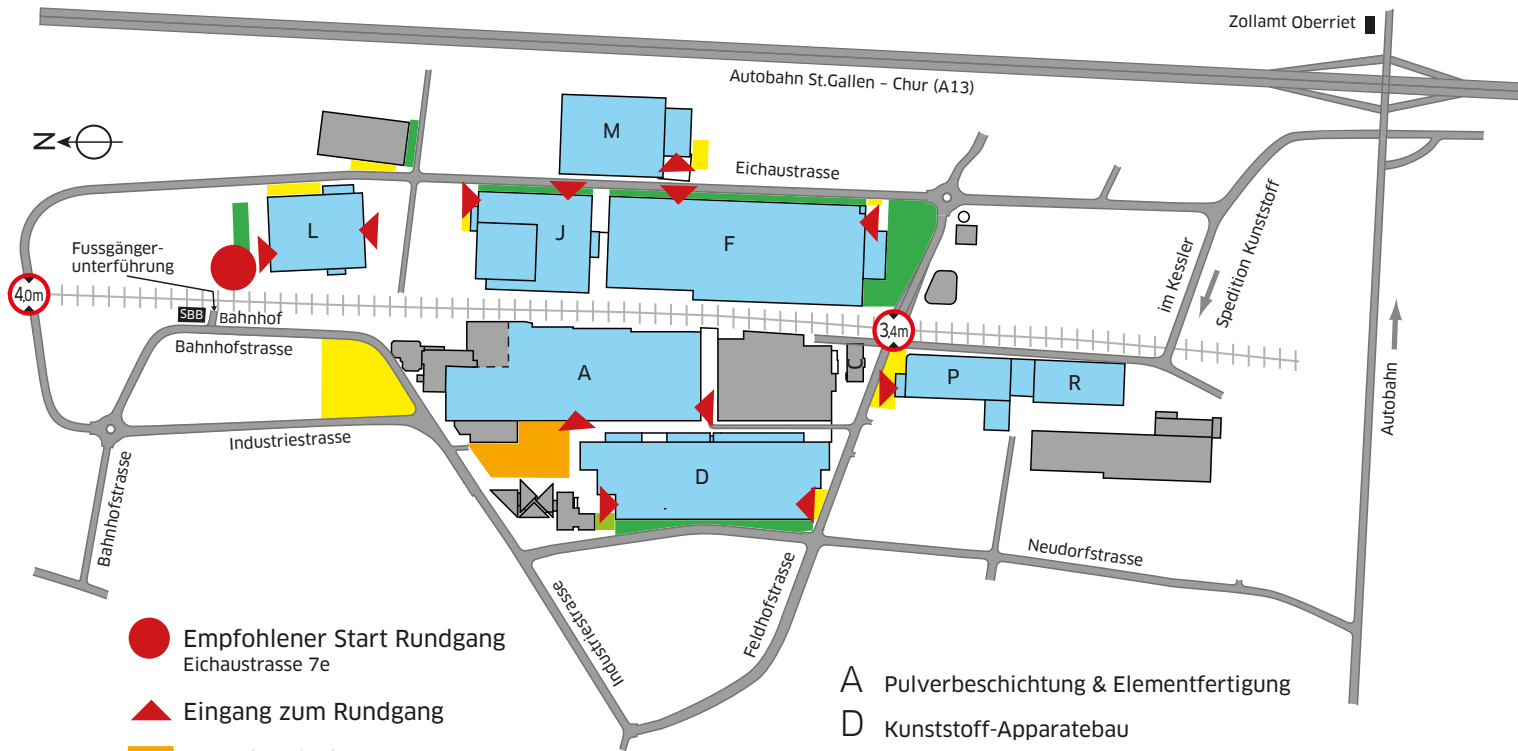 Zollamt Oberriet
Autobahn St.Gallen – Chur (A13)
N
M
Eichaustrasse
L
J
F
Fussgänger-
unterführung
4,0m
SBB
Bahnhof
Bahnhofstrasse
3,4m
im Kessler
Spedition Kunststoff
Autobahn
A
P
R
Industriestrasse
Bahnhofstrasse
D
Neudorfstrasse
Industriestrasse
Feldhofstrasse
Empfohlener Start Rundgang
Eichaustrasse 7e
Eingang zum Rundgang
A Pulverbeschichtung & Elementfertigung
D Kunststoff-Apparatebau